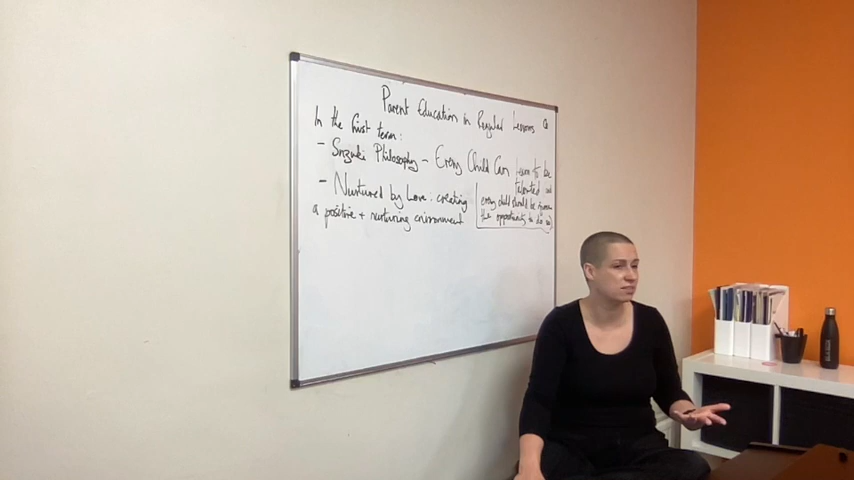 Parent Education in Regular Lessons
In the first term:
- Suzuki Philosophy - Every Child Can learn to be
talented and
every child should be given
the opportunity to do so
- Nurtured by Love: creating
a positive + nurturing environment